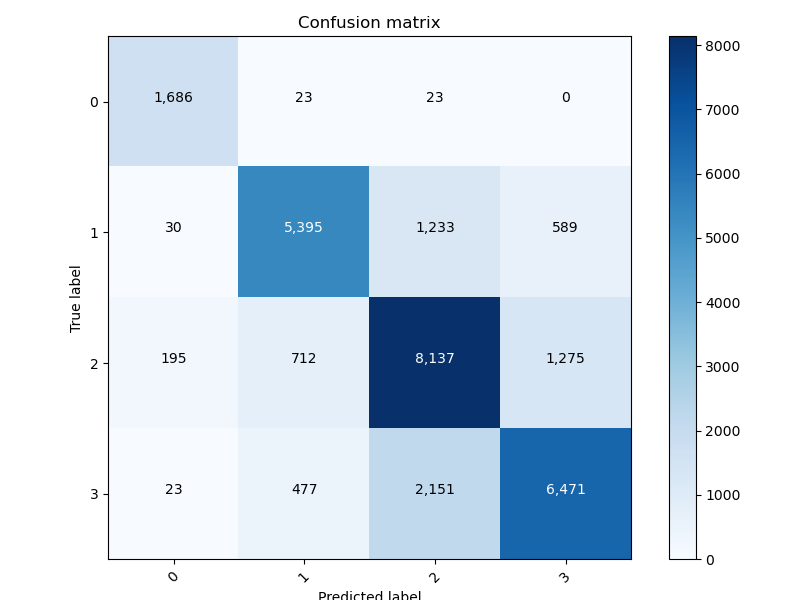 Confusion matrix
0 1,686 23 23 0
1 30 5,395 1,233 589
2 195 712 8,137 1,275
3 23 477 2,151 6,471
0 1 2 3
True label
Predicted label
8000
7000
6000
5000
4000
3000
2000
1000
0